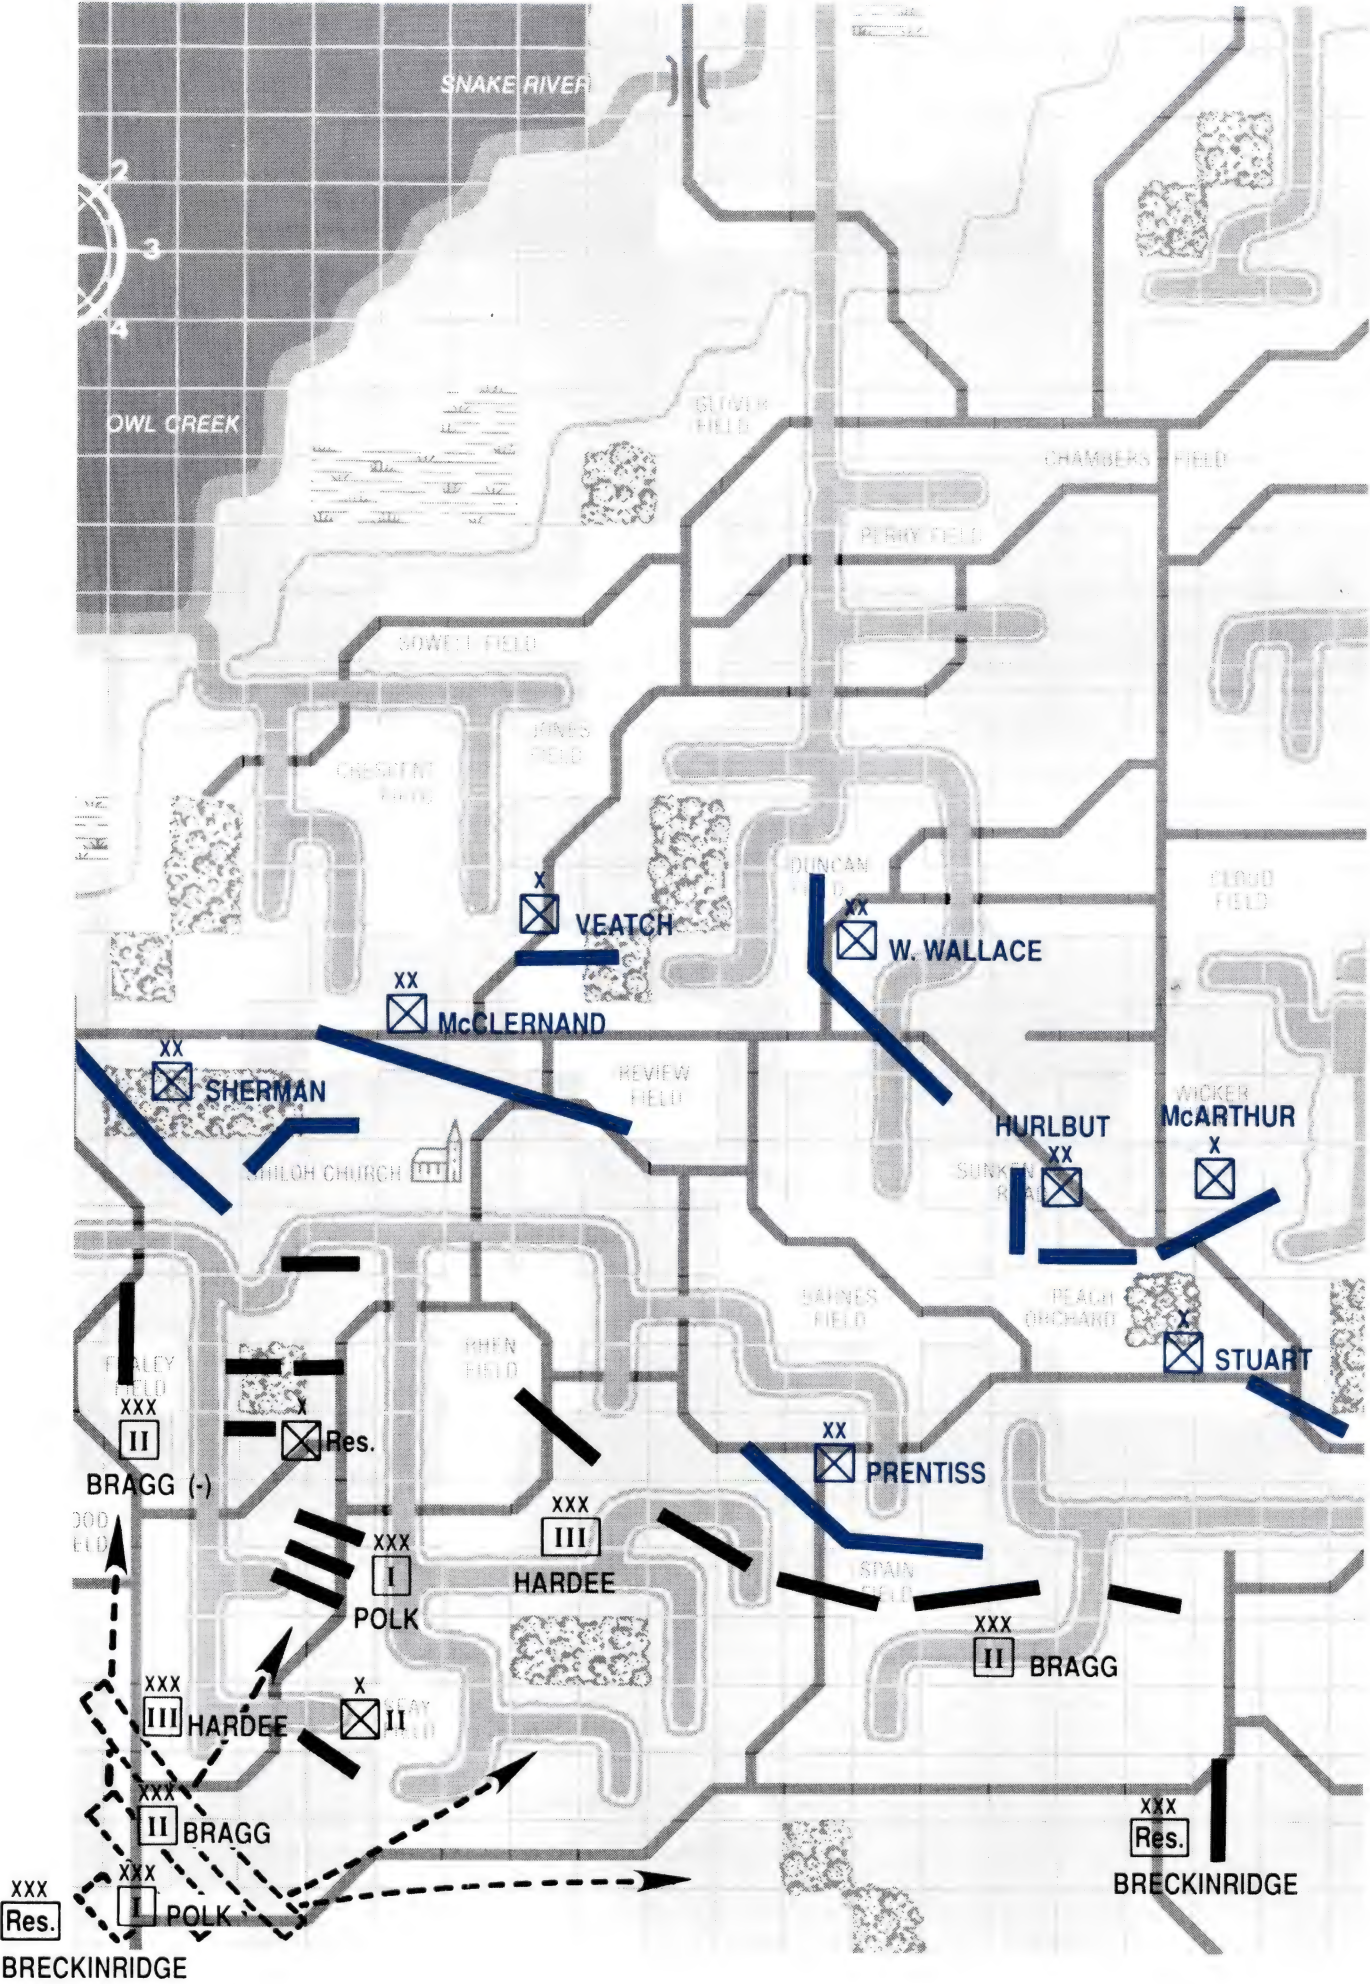 SNAKE RIVER
2
3
4
OWL CREEK
GLOVER
FIELD
CHAMBERS FIELD
PERRY FIELD
SOWELL FIELD
JONES
FIELD
CRESCENT
FIELD
DUNCAN
FIELD
CLOUD
FIELD
X
VEATCH
XX
W. WALLACE
XX
McCLERNAND
XX
SHERMAN
REVIEW
FIELD
WICKER
McARTHUR
X
HURLBUT
XX
SUNKEN
ROAD
SHILOH CHURCH
BARNES
FIELD
PEACH
ORCHARD
X
STUART
RHEN
FIELD
FRALEY
FIELD
XXX
II
BRAGG (-)
X
Res.
XX
PRENTISS
XXX
III
HARDEE
XXX
I
POLK
SPAIN
FIELD
XXX
II
BRAGG
XXX
III
HARDEE
X
II
SEAY
FIELD
XXX
II
BRAGG
XXX
I
POLK
XXX
Res.
BRECKINRIDGE
XXX
Res.
BRECKINRIDGE